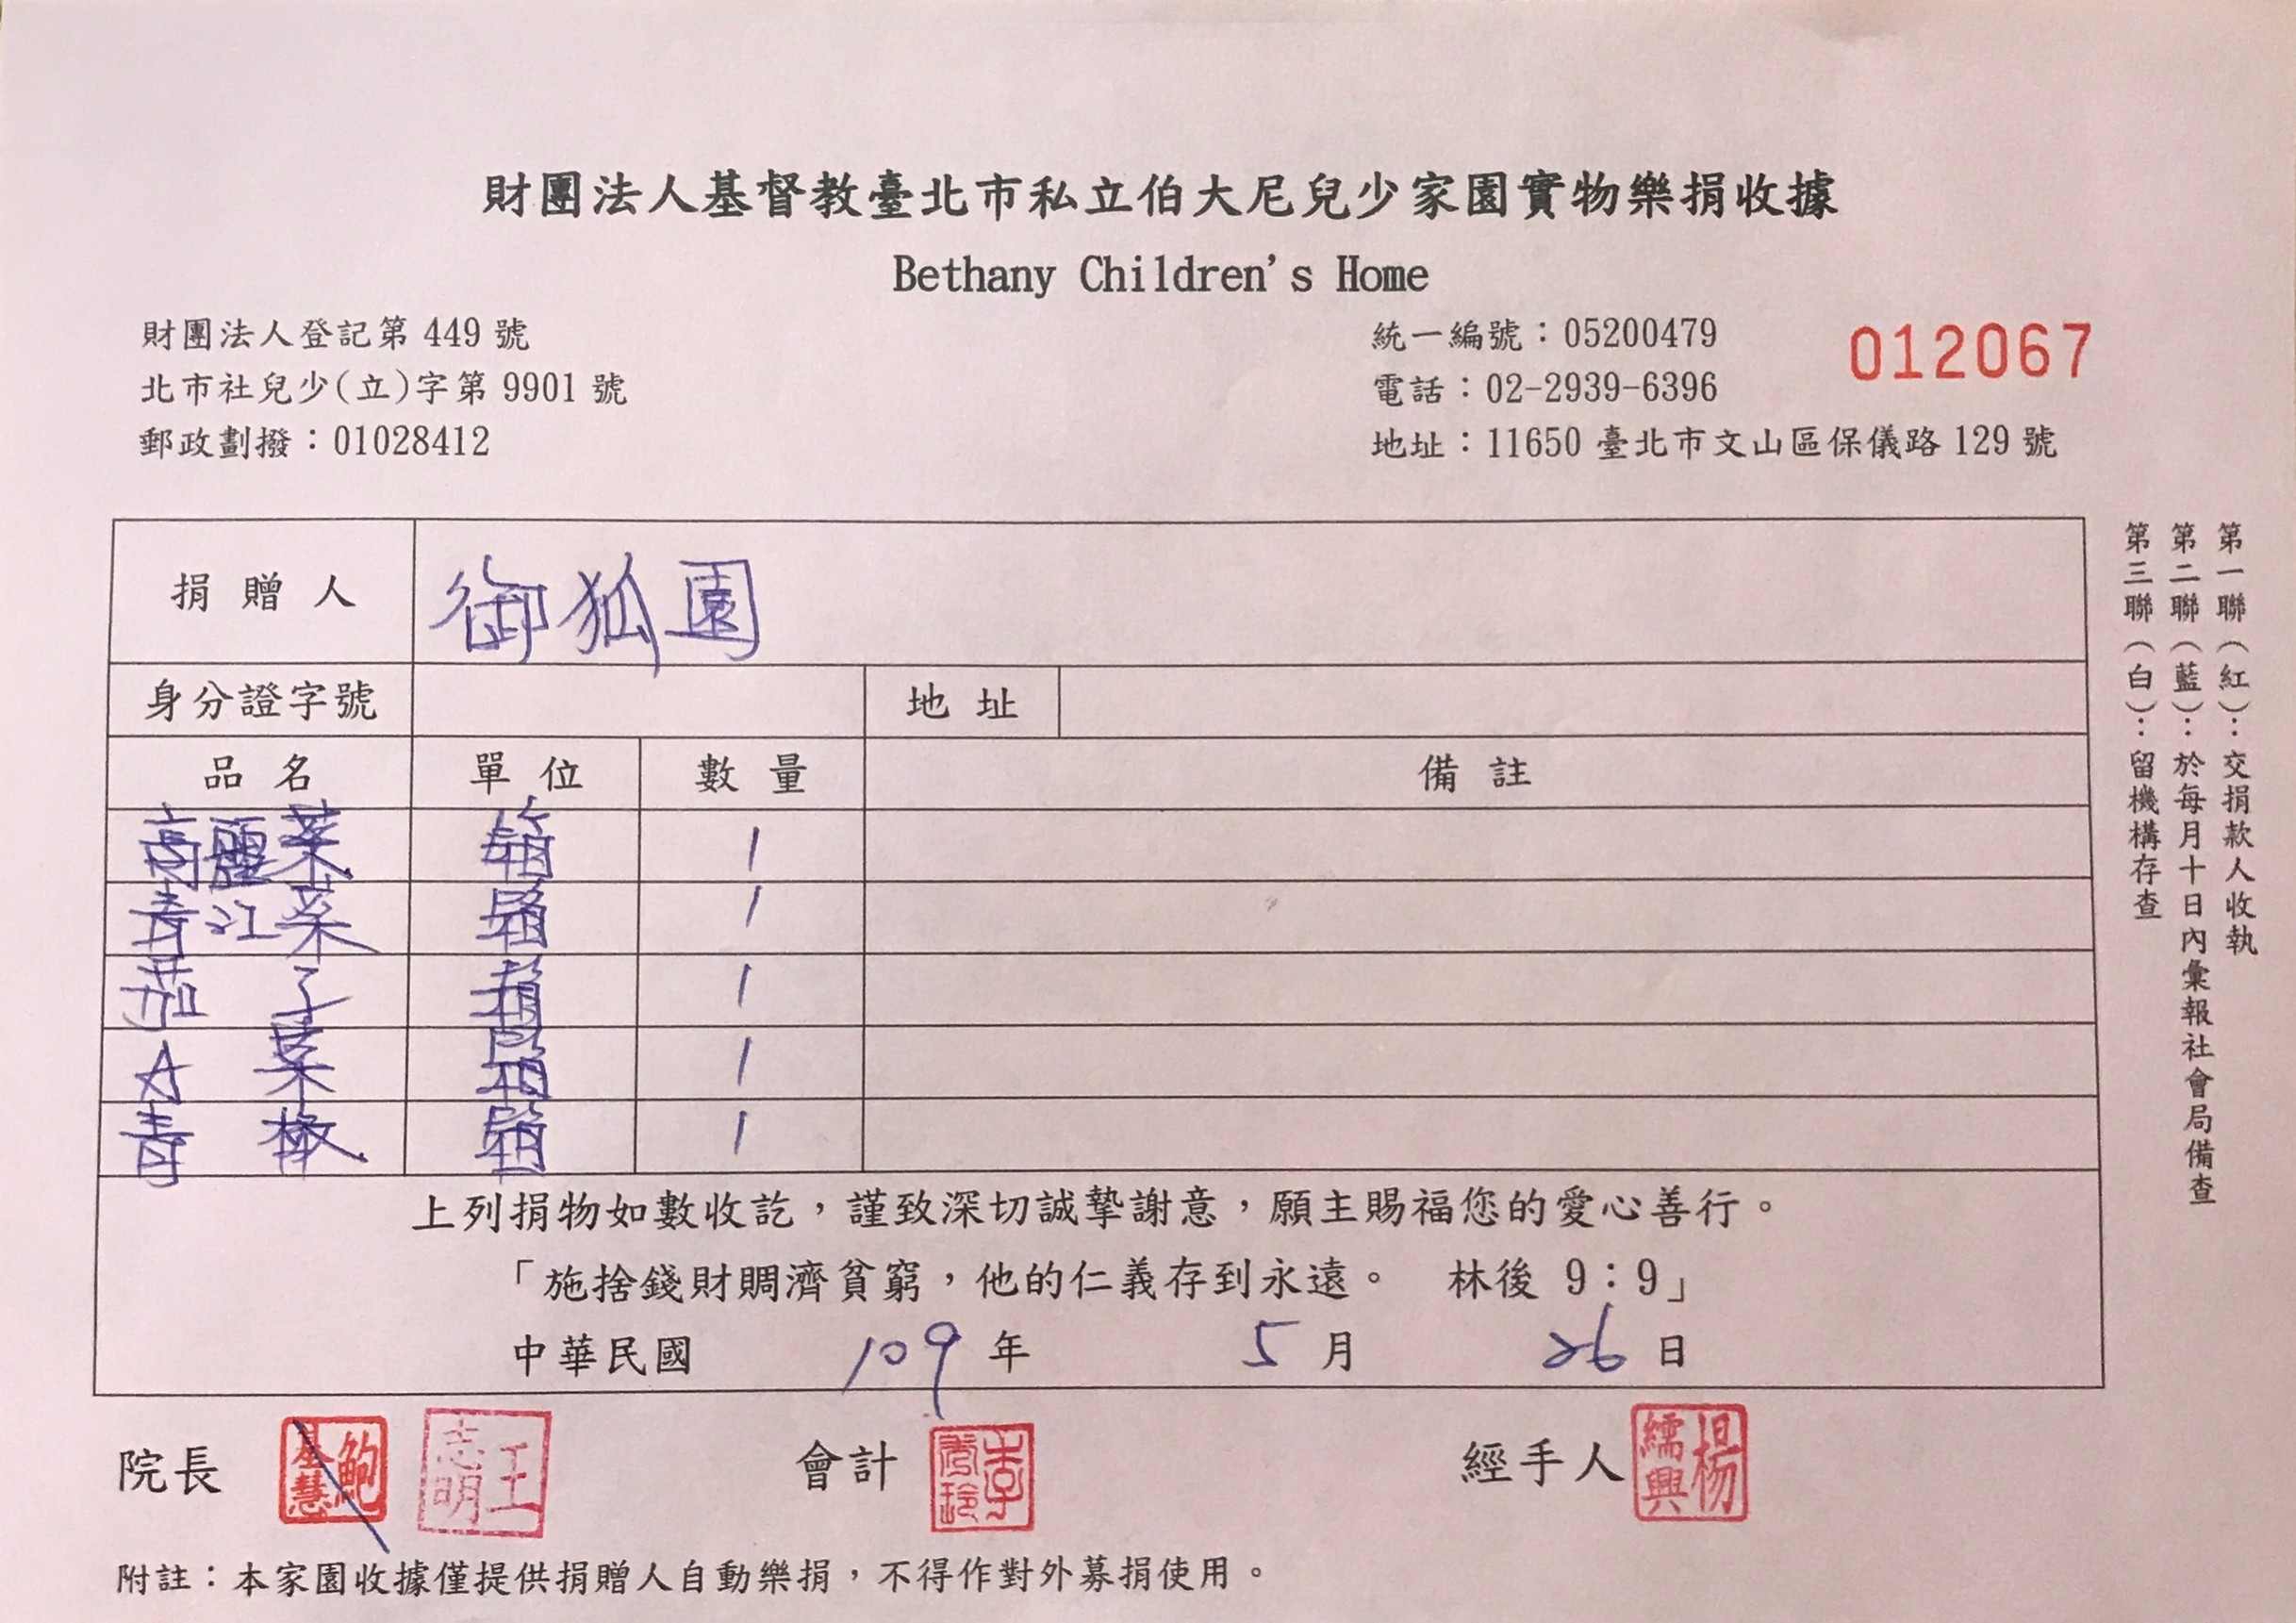 財團法人基督教臺北市私立伯大尼兒少家園實物樂捐收據
Bethany Children's Home
財團法人登記第 449 號
北市社兒少(立)字第 9901 號
郵政劃撥：01028412
統一編號：05200479
電話：02-2939-6396
地址：11650 臺北市文山區保儀路 129 號
012067
捐贈人 御狐園
身分證字號 地址
品名 單位 數量 備註
高麗菜 箱 1
青江菜 箱 1
茄子 箱 1
A菜 箱 1
青椒 箱 1
上列捐物如數收訖，謹致深切誠摯謝意，願主賜福您的愛心善行。
「施捨錢財賙濟貧窮，他的仁義存到永遠。 林後 9：9」
中華民國 109 年 5 月 26 日
院長 鮑慧 王志明 會計 李玲 經手人 楊繻興
附註：本家園收據僅提供捐贈人自動樂捐，不得作對外募捐使用。
第一聯（紅）：交捐款人收執
第二聯（藍）：於每月十日內彙報社會局備查
第三聯（白）：留機構存查